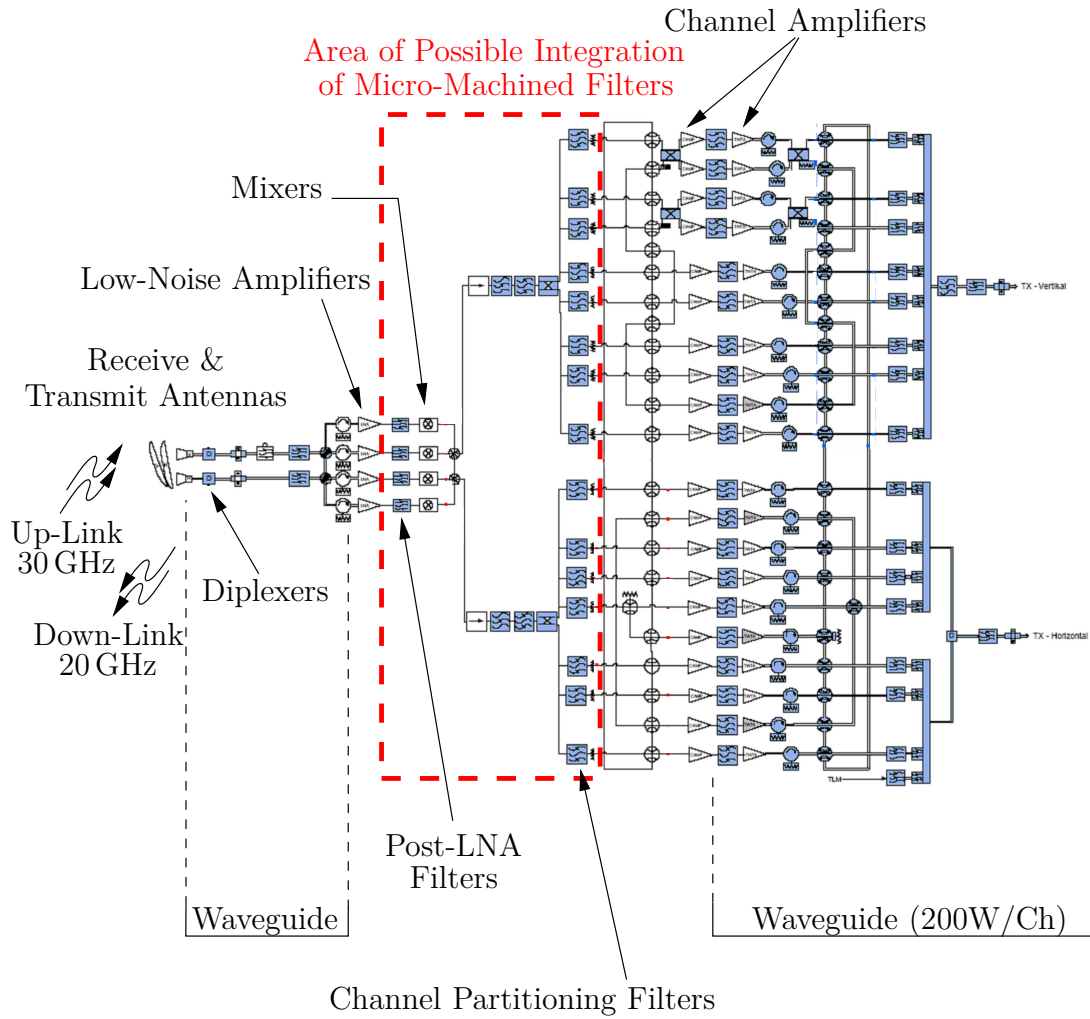 Channel Amplifiers
Area of Possible Integration
of Micro-Machined Filters
Mixers
Low-Noise Amplifiers
Receive &
Transmit Antennas
TX - Vertikal
Up-Link
30 GHz
Diplexers
Down-Link
20 GHz
TX - Horizontal
TLM
Post-LNA
Filters
Waveguide
Waveguide (200W/Ch)
Channel Partitioning Filters